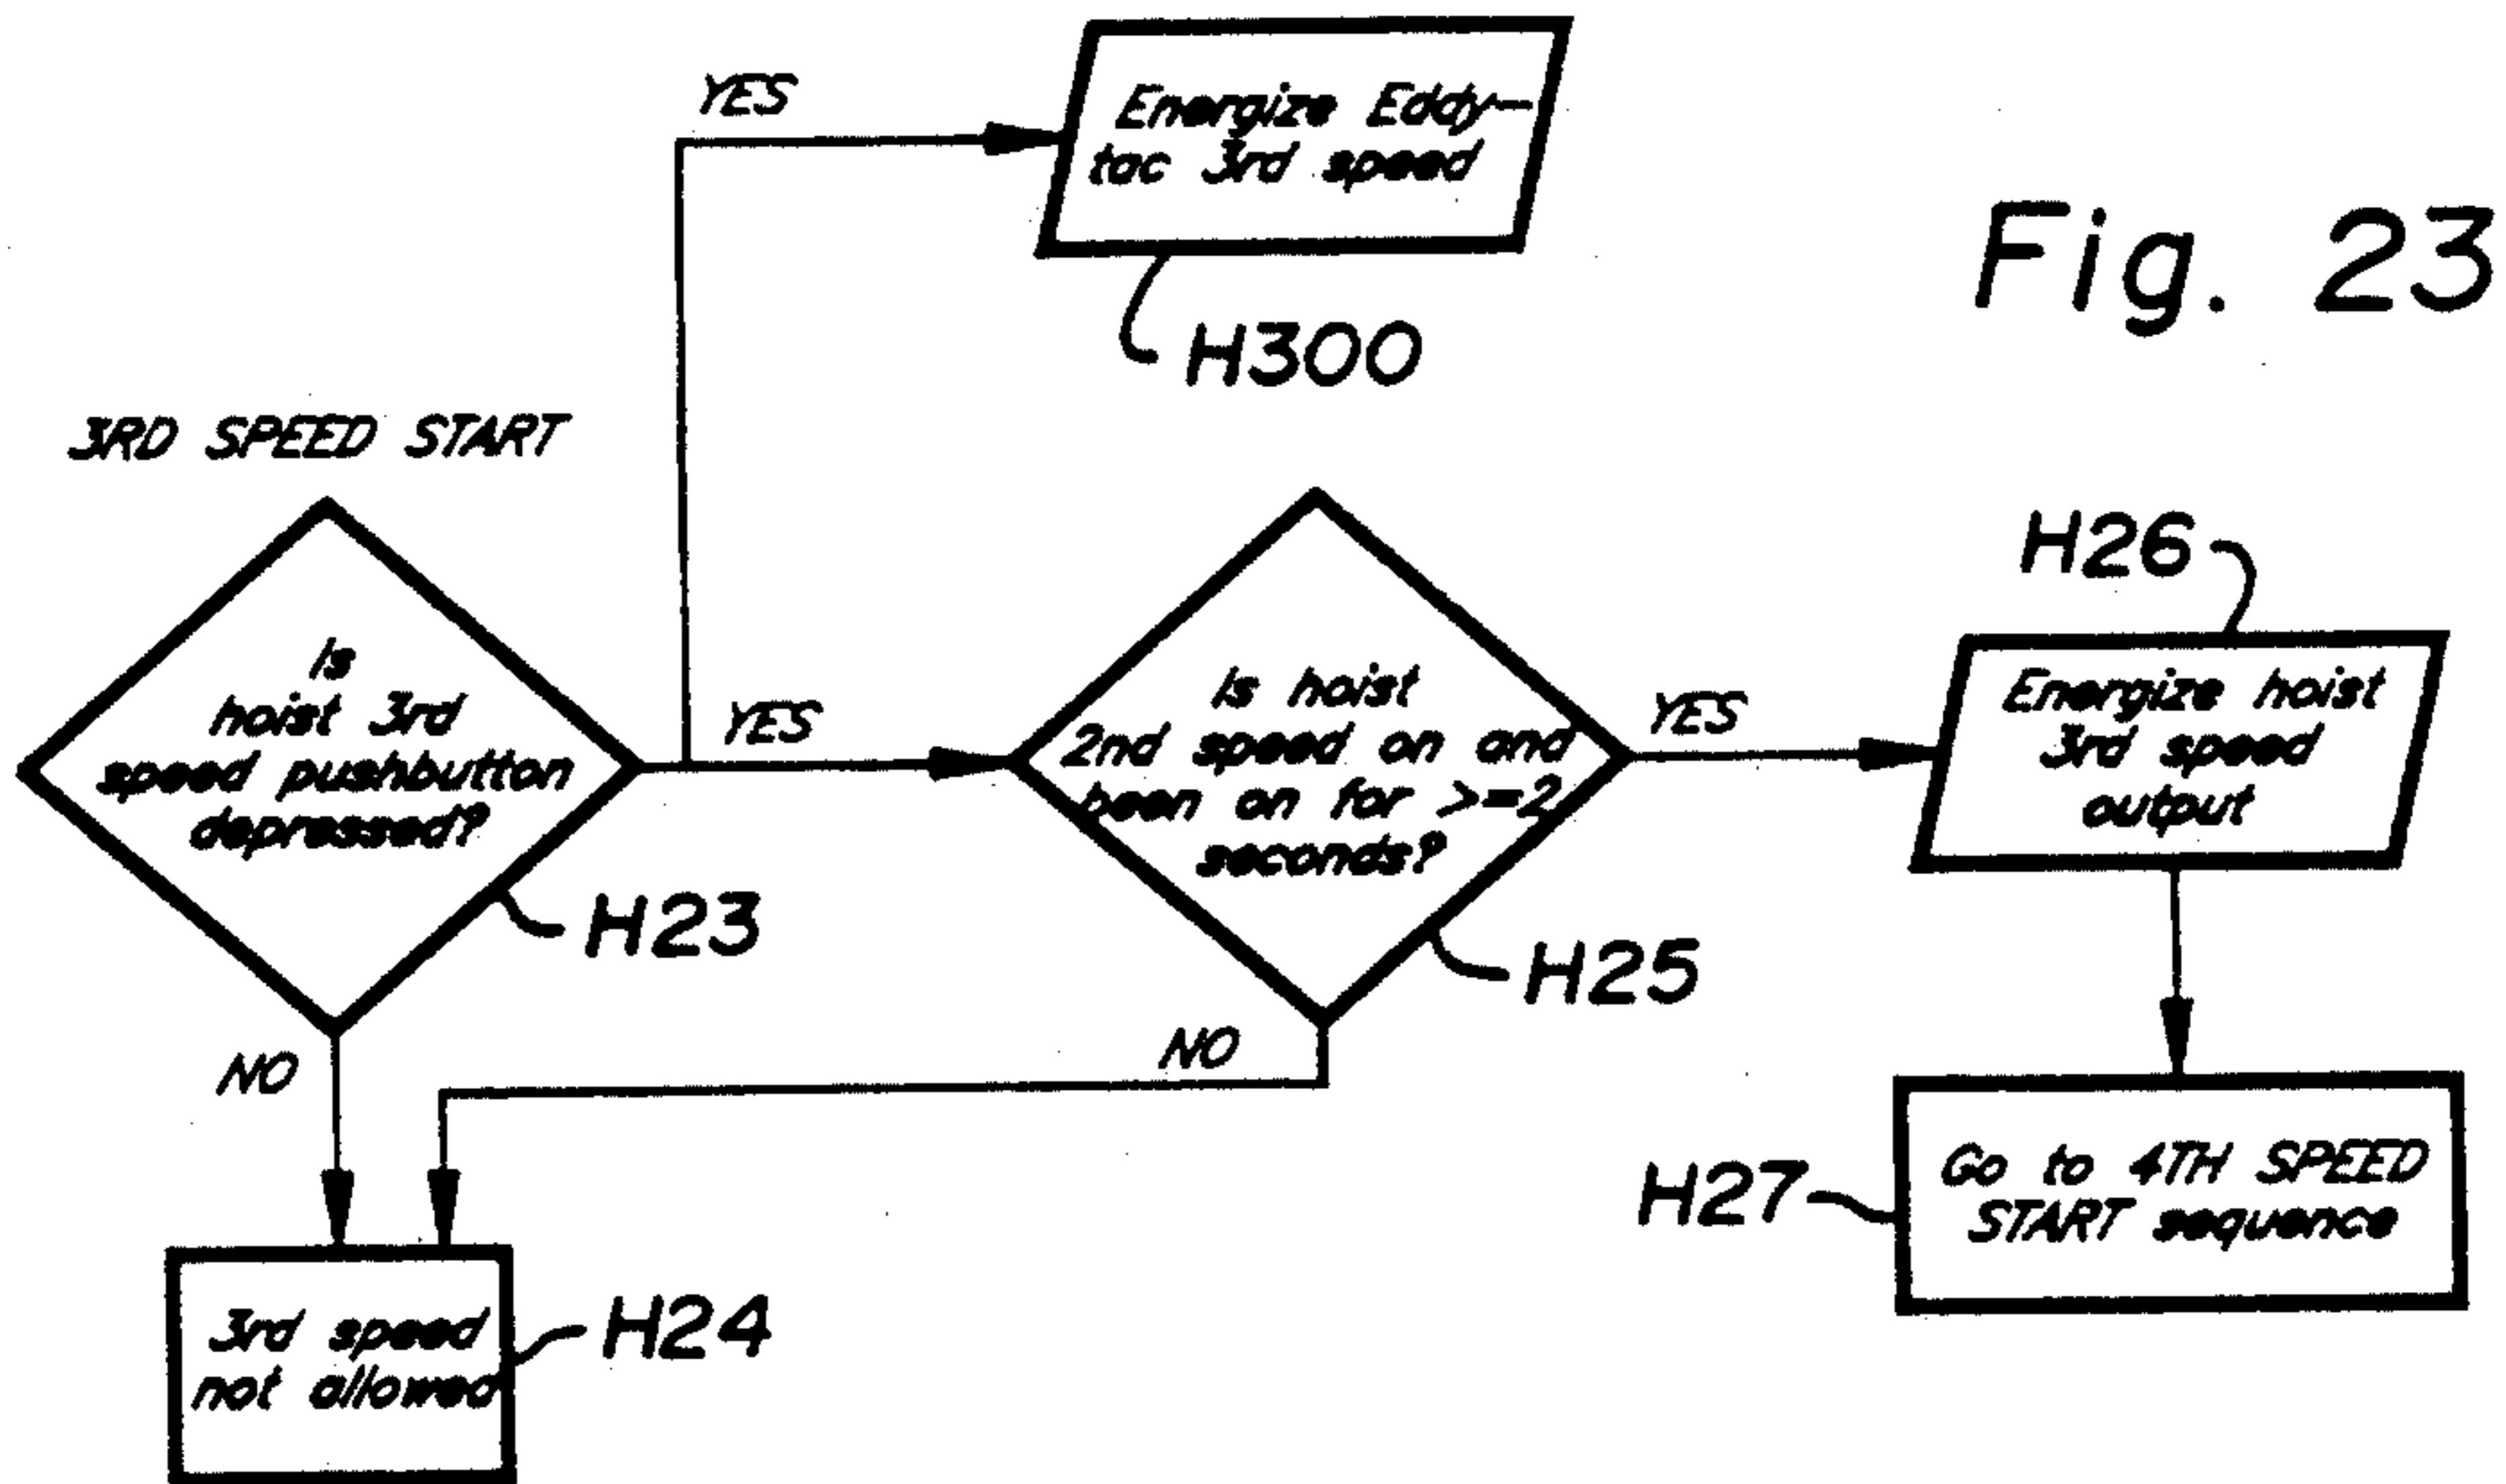 YES
Energize Eddy-
tac 3rd speed
Fig. 23
H300
3RD SPEED START
H26
Is
hoist 3rd
speed pushbutton
depressed?
YES
Is hoist
2nd speed on and
been on for >=2
seconds?
YES
Energize hoist
3rd speed
output
H23
H25
NO
NO
H27
Go to 4TH SPEED
START sequence
3rd speed
not allowed
H24